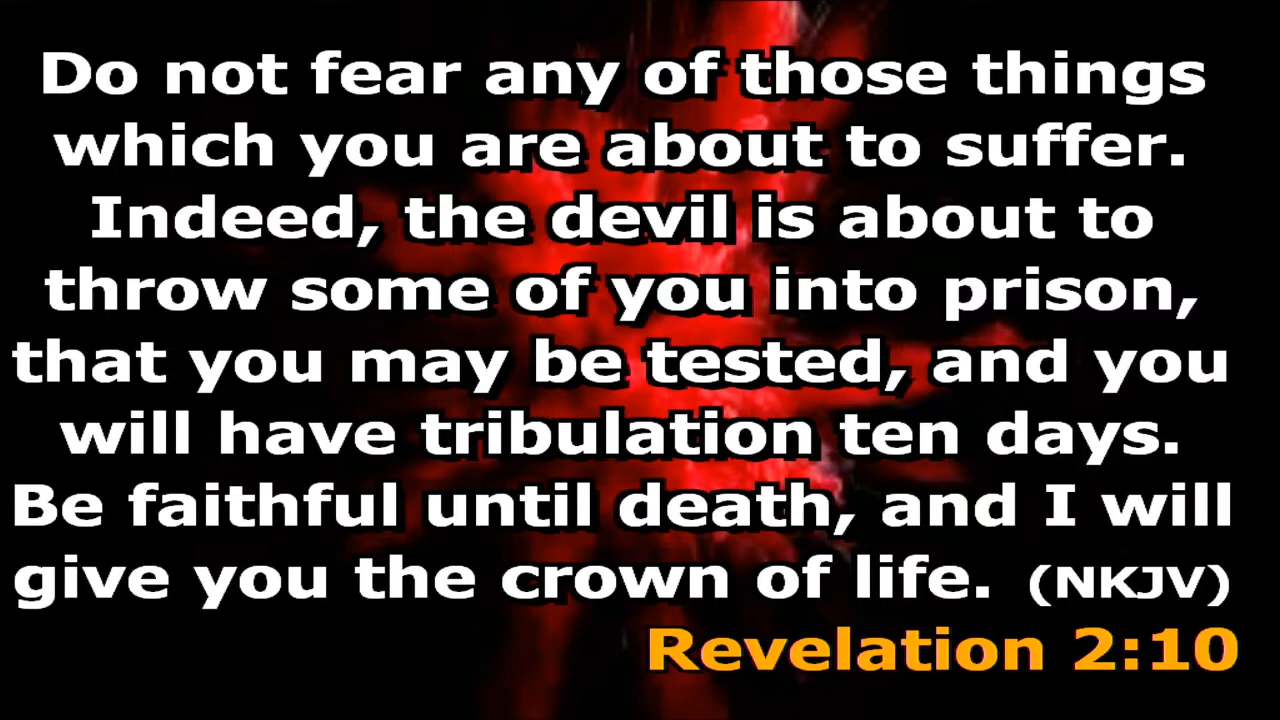 Do not fear any of those things
which you are about to suffer.
Indeed, the devil is about to
throw some of you into prison,
that you may be tested, and you
will have tribulation ten days.
Be faithful until death, and I will
give you the crown of life. (NKJV)
Revelation 2:10